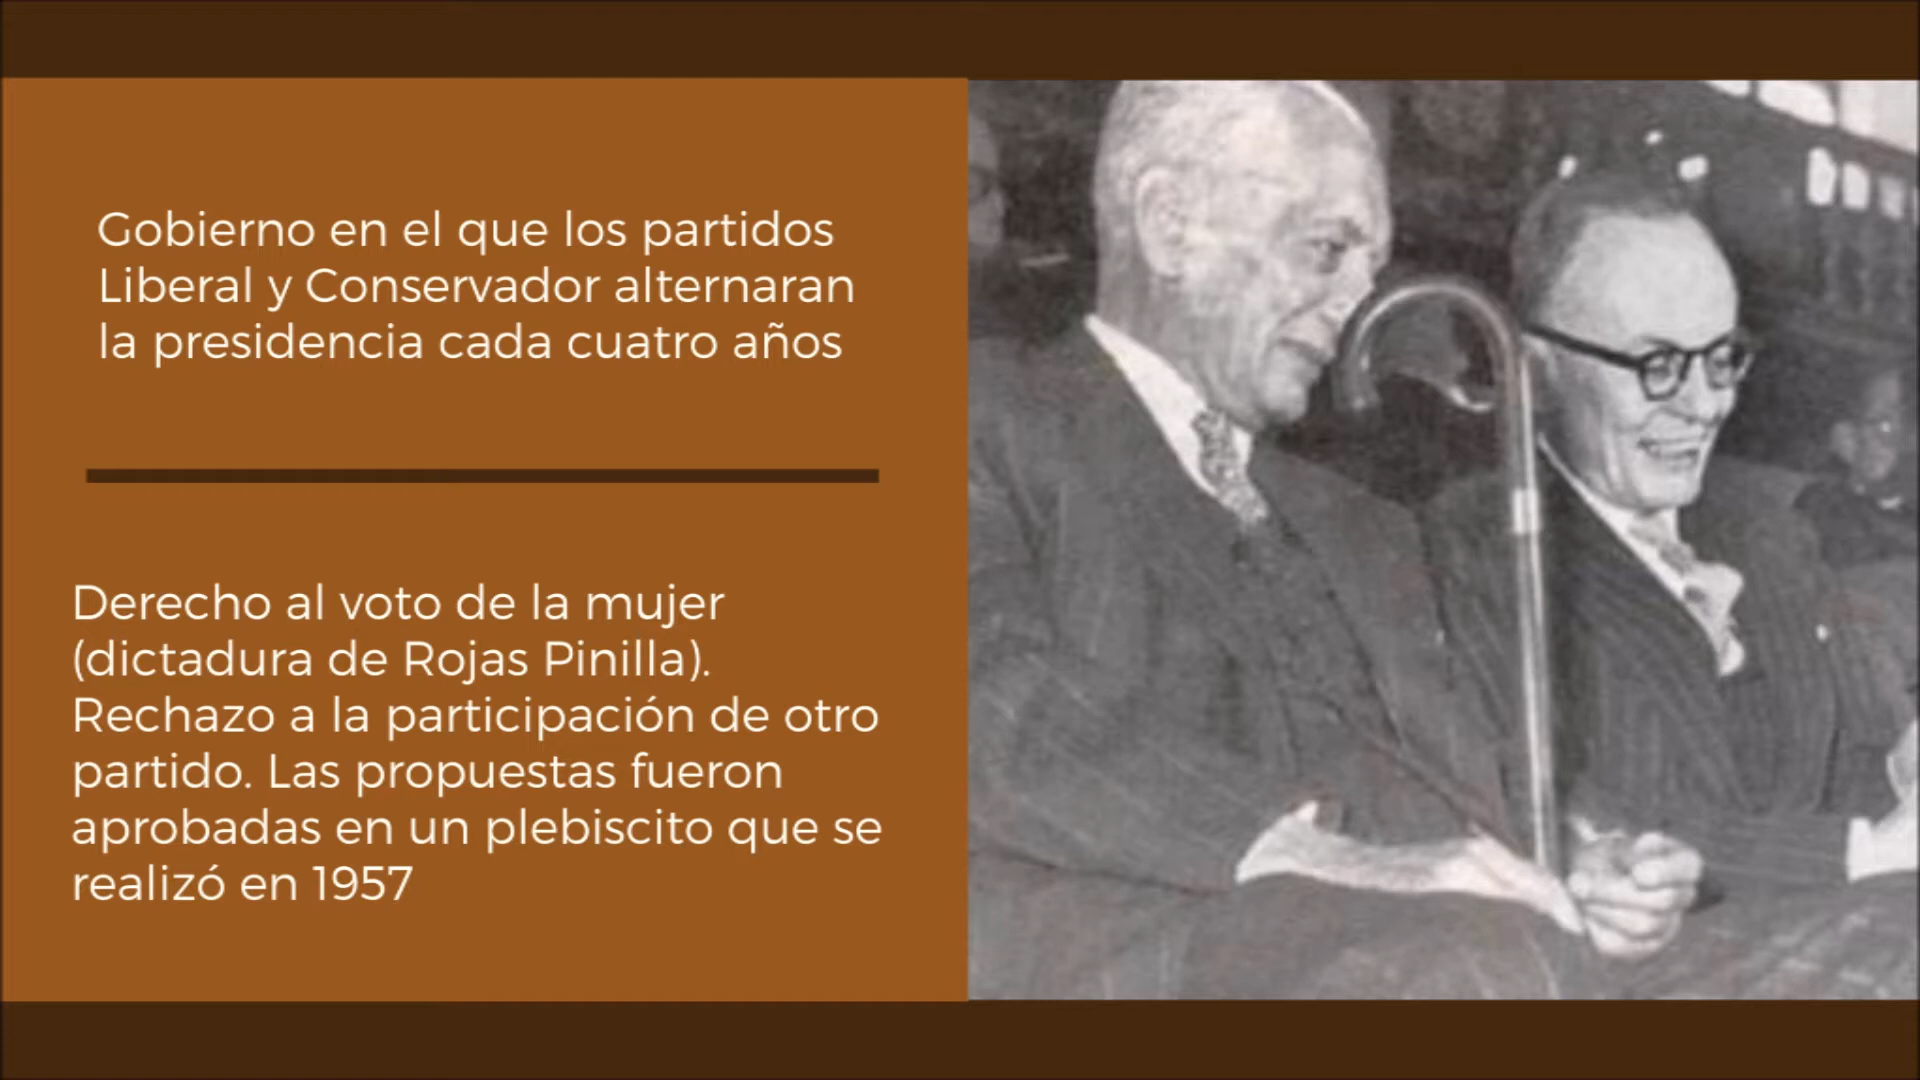 Gobierno en el que los partidos
Liberal y Conservador alternaran
la presidencia cada cuatro años
Derecho al voto de la mujer
(dictadura de Rojas Pinilla).
Rechazo a la participación de otro
partido. Las propuestas fueron
aprobadas en un plebiscito que se
realizó en 1957